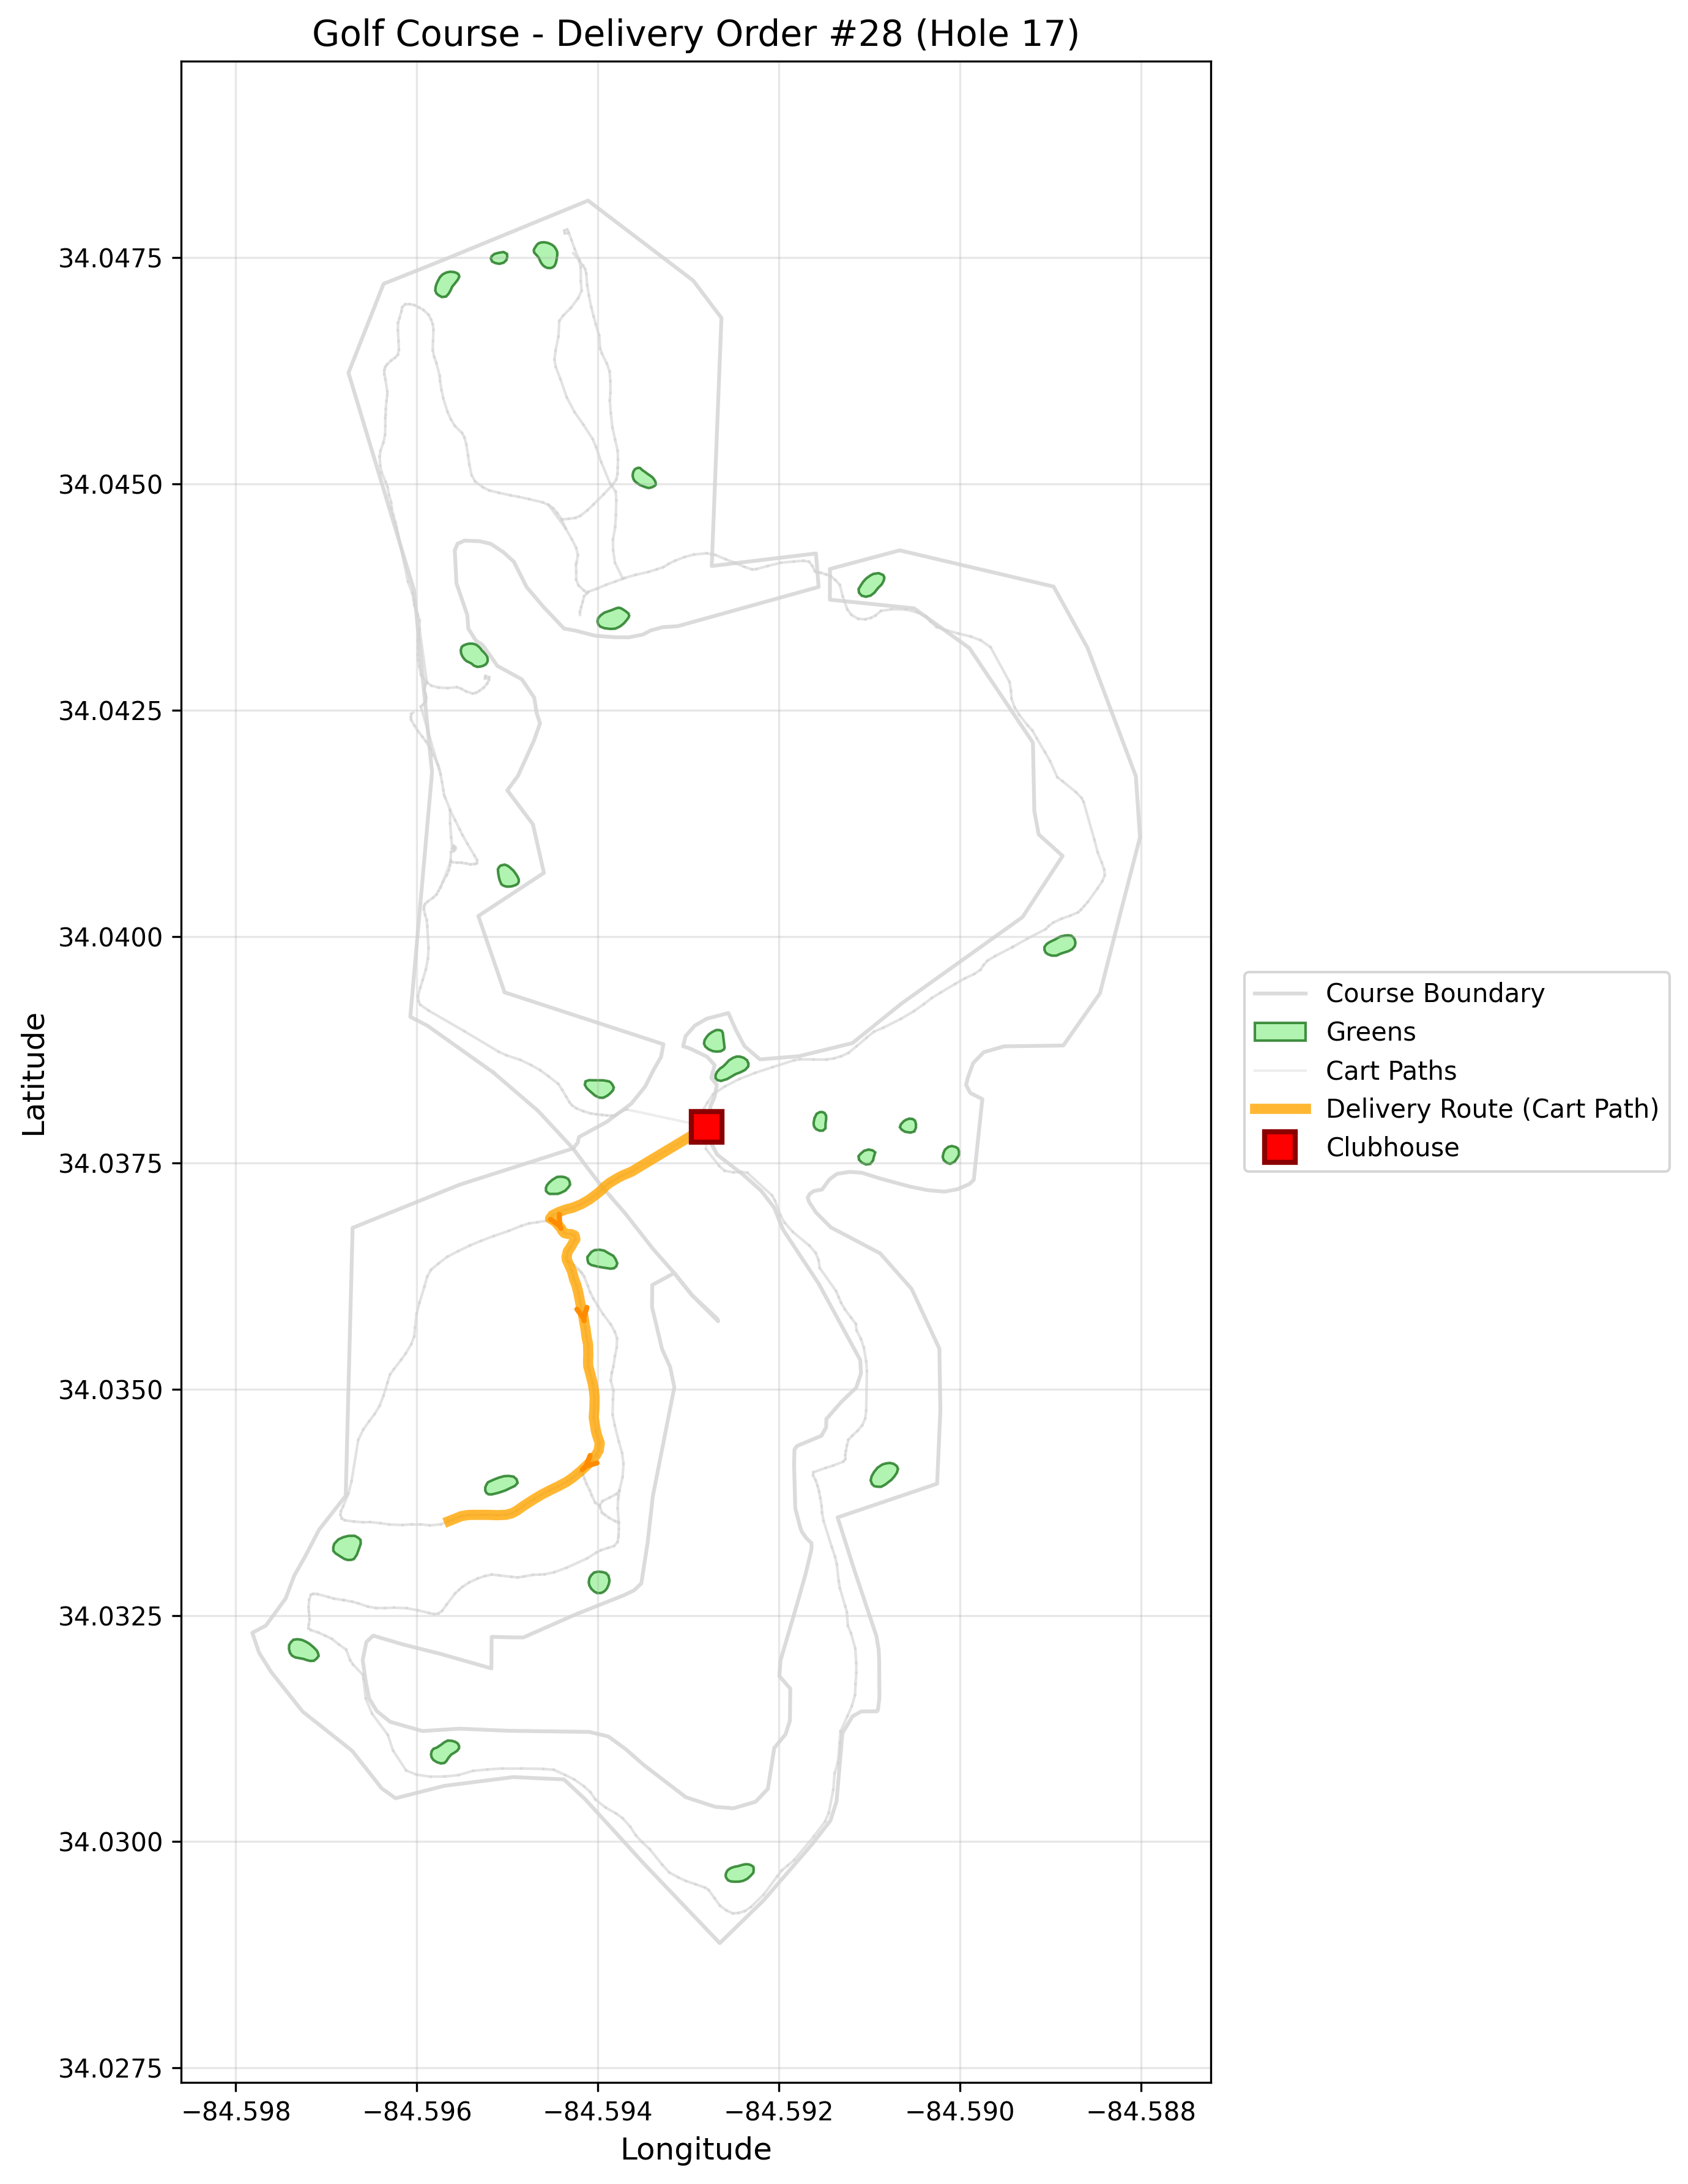 Golf Course - Delivery Order #28 (Hole 17)
34.0475
34.0450
34.0425
34.0400
34.0375
34.0350
34.0325
34.0300
34.0275
Latitude
−84.598 −84.596 −84.594 −84.592 −84.590 −84.588
Longitude
Course Boundary
Greens
Cart Paths
Delivery Route (Cart Path)
Clubhouse